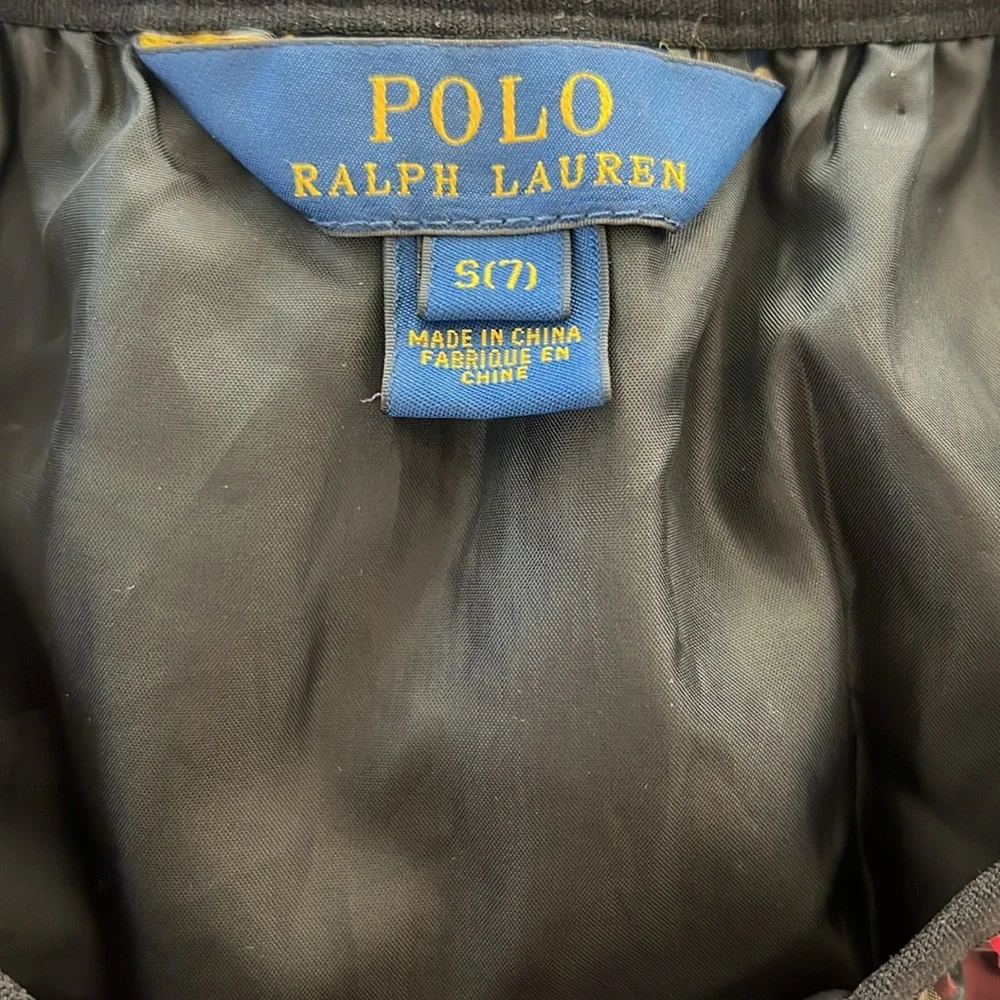 POLO
RALPH LAUREN
S(7)
MADE IN CHINA
FABRIQUE EN
CHINE